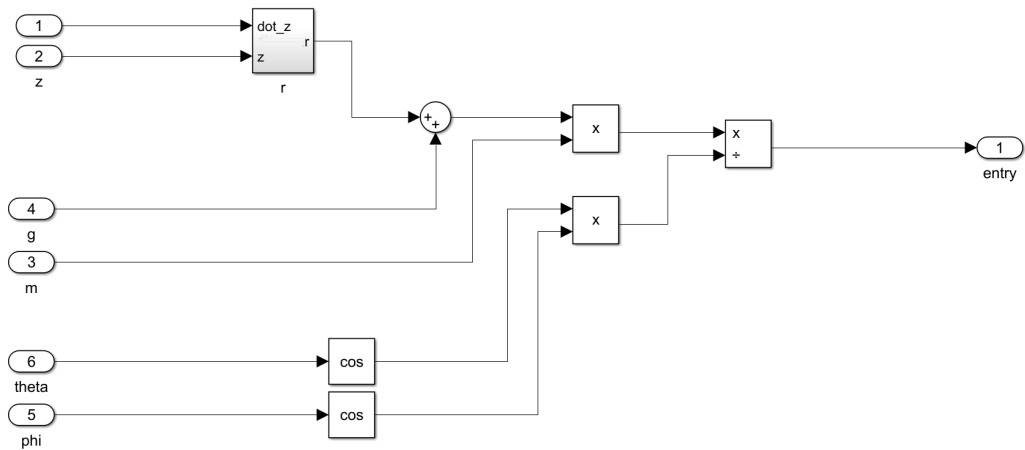 1
dot_z
r
2
z
z
r
+
+
x
x
÷
1
entry
4
g
x
3
m
6
cos
theta
5
cos
phi